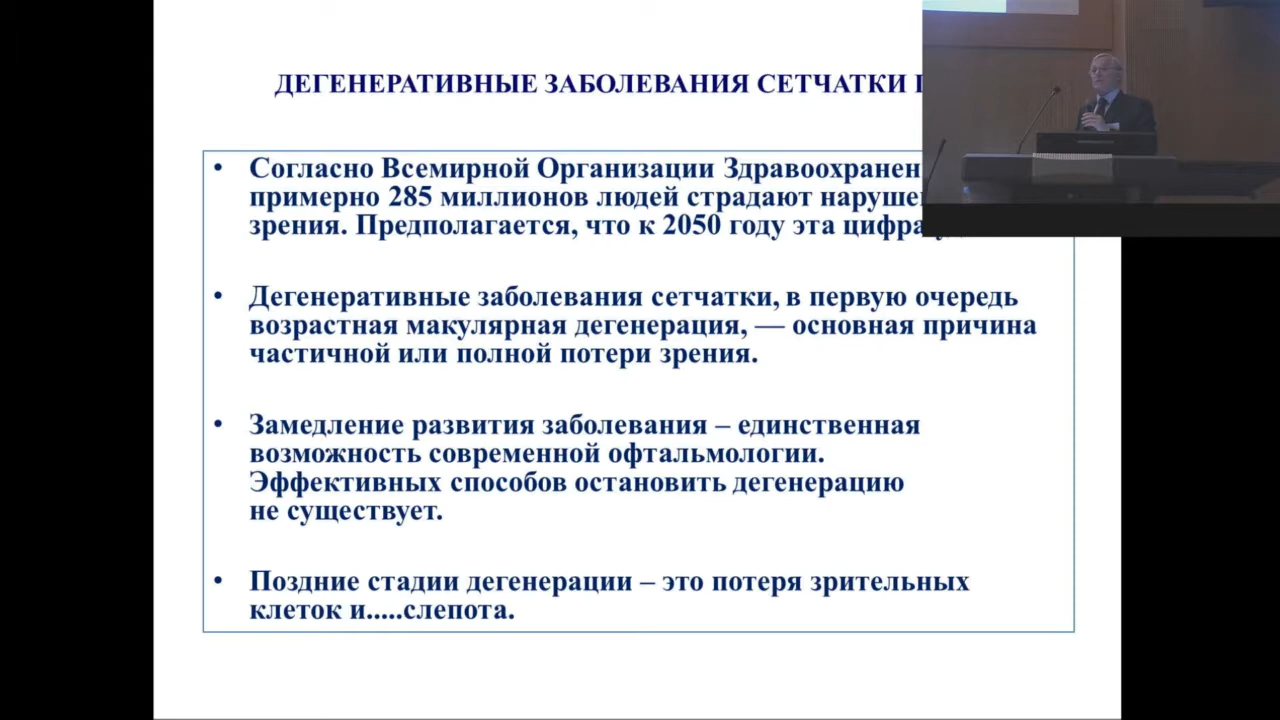 ДЕГЕНЕРАТИВНЫЕ ЗАБОЛЕВАНИЯ СЕТЧАТКИ
• Согласно Всемирной Организации
примерно 285 миллионов людей страдают
зрения. Предполагается, что к 2050 году эта цифра
• Дегенеративные заболевания сетчатки, в первую очередь
возрастная макулярная дегенерация, — основная причина
частичной или полной потери зрения.
• Замедление развития заболевания – единственная
возможность современной офтальмологии.
Эффективных способов остановить дегенерацию
не существует.
• Поздние стадии дегенерации – это потеря зрительных
клеток и.....слепота.